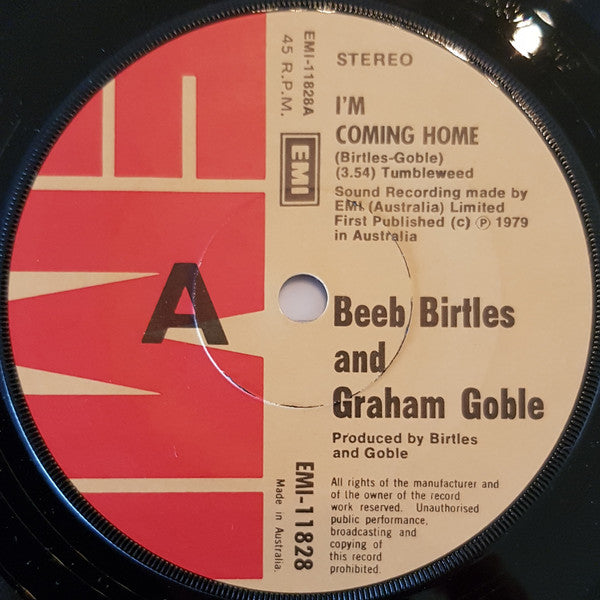 STEREO
I'M
COMING HOME
(Birtles-Goble)
(3.54) Tumbleweed
Sound Recording made by
EMI (Australia) Limited
First Published (c) ℗ 1979
in Australia
EMI-11828A
45 R.P.M.
EMI
EMI
A
Beeb Birtles
and
Graham Goble
Produced by Birtles
and Goble
EMI-11828
Made in Australia.
All rights of the manufacturer and
of the owner of the record
work reserved. Unauthorised
public performance,
broadcasting and
copying of
this record
prohibited.